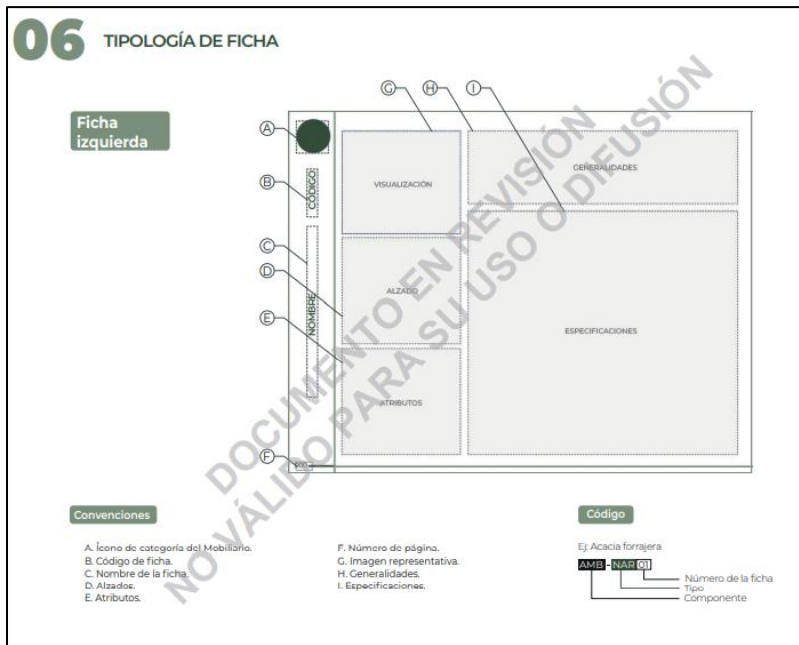 06 TIPOLOGÍA DE FICHA
Ficha
izquierda
G
H
I
A
B
C
D
E
F
CÓDIGO
NOMBRE
000
VISUALIZACIÓN
ALZADO
ATRIBUTOS
GENERALIDADES
ESPECIFICACIONES
DOCUMENTO EN REVISIÓN
NO VÁLIDO PARA SU USO O DIFUSIÓN
Convenciones
A. Ícono de categoría del Mobiliario.
B. Código de ficha.
C. Nombre de la ficha.
D. Alzados.
E. Atributos.
F. Número de página.
G. Imagen representativa.
H. Generalidades.
I. Especificaciones.
Código
Ej: Acacia forrajera
AMB - NAR 01
Número de la ficha
Tipo
Componente